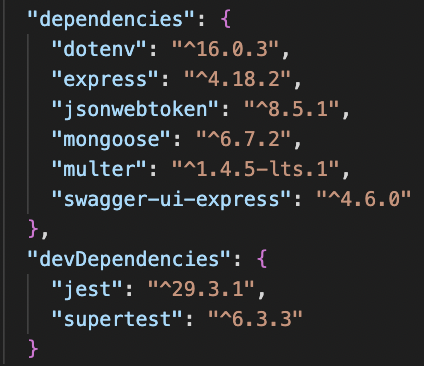 "dependencies": {
"dotenv": "^16.0.3",
"express": "^4.18.2",
"jsonwebtoken": "^8.5.1",
"mongoose": "^6.7.2",
"multer": "^1.4.5-lts.1",
"swagger-ui-express": "^4.6.0"
},
"devDependencies": {
"jest": "^29.3.1",
"supertest": "^6.3.3"
}